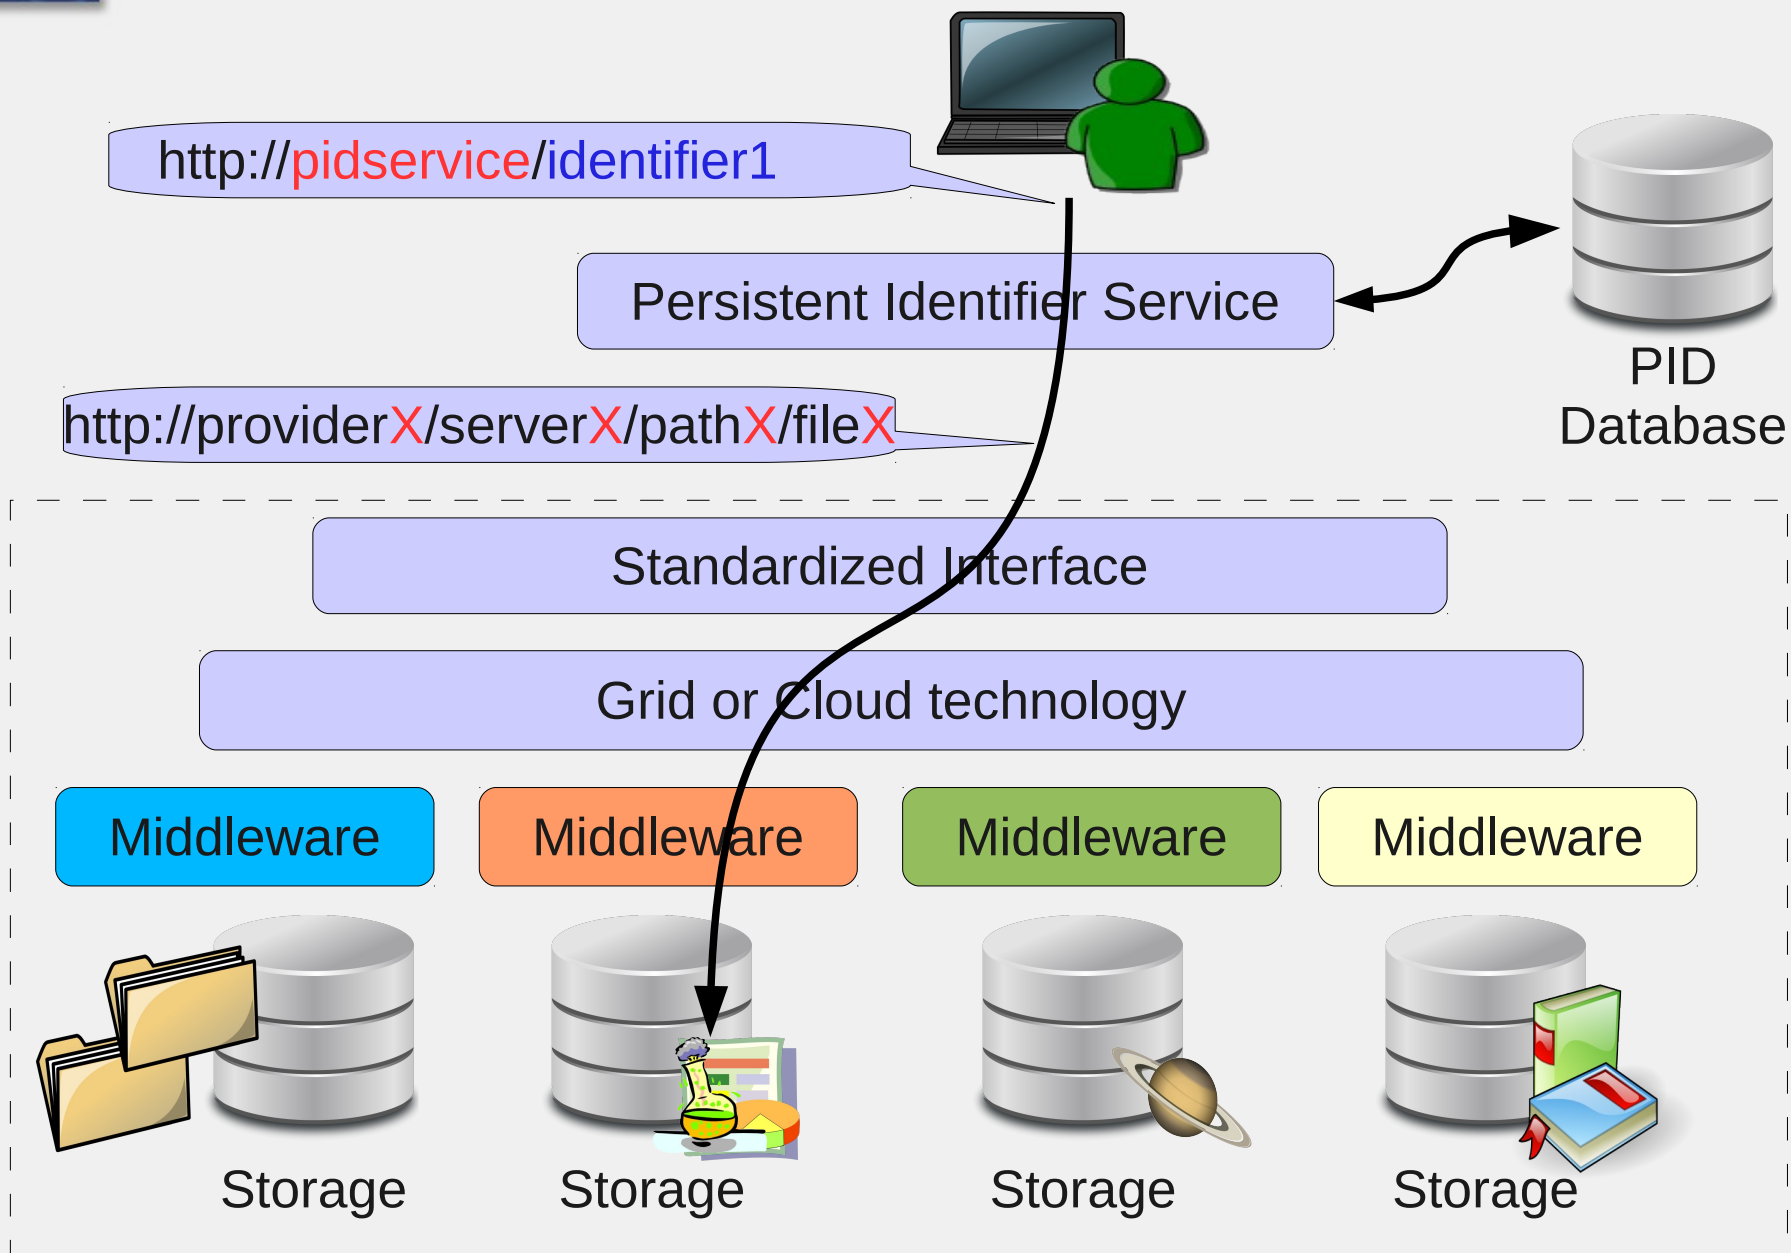 http://pidservice/identifier1
Persistent Identifier Service
PID
Database
http://providerX/serverX/pathX/fileX
Standardized Interface
Grid or Cloud technology
Middleware
Middleware
Middleware
Middleware
Storage
Storage
Storage
Storage